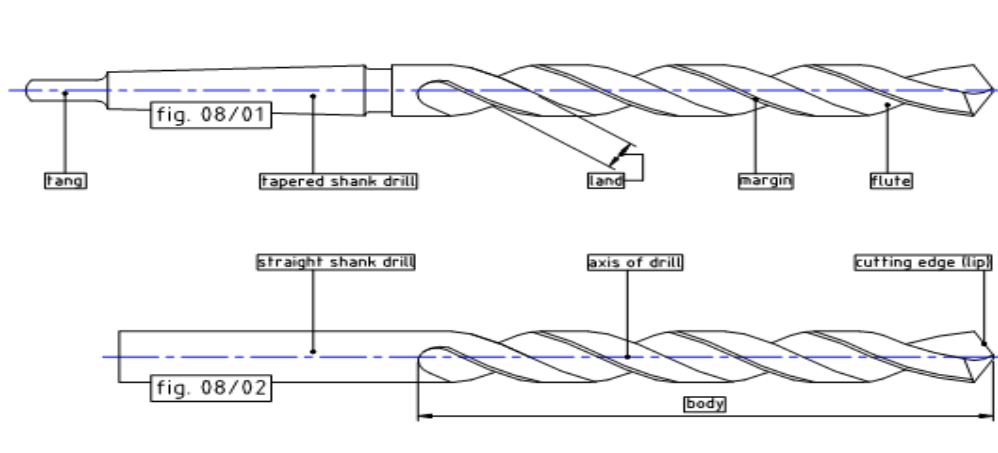 fig. 08/01
tang
tapered shank drill
land
margin
flute
straight shank drill
axis of drill
cutting edge (lip)
fig. 08/02
body